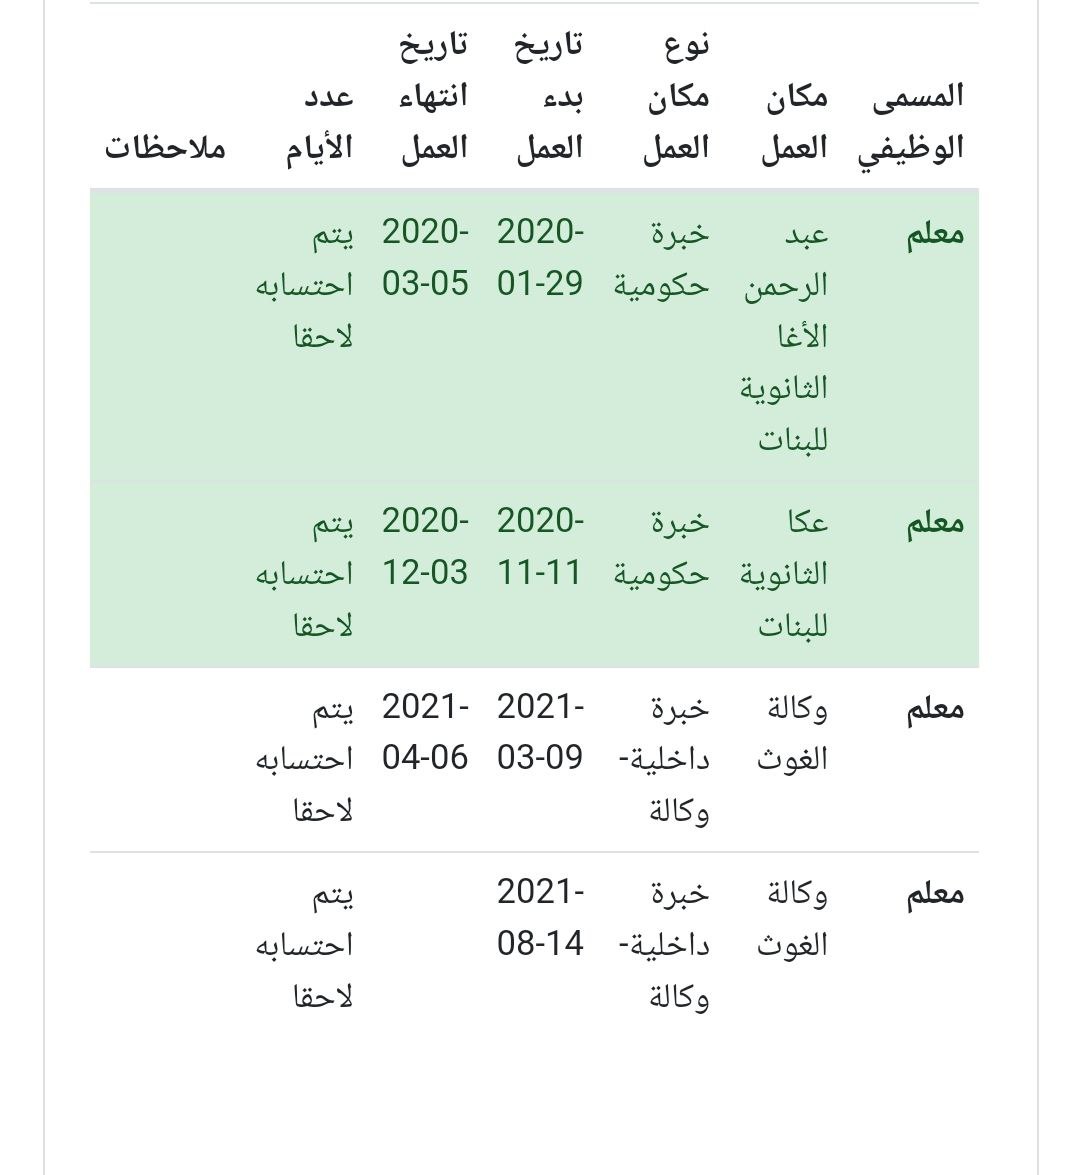 المسمى الوظيفي
مكان العمل
نوع مكان العمل
تاريخ بدء العمل
تاريخ انتهاء العمل
عدد الأيام
ملاحظات
معلم
عبد الرحمن الأغا الثانوية للبنات
خبرة حكومية
2020-01-29
2020-03-05
يتم احتسابه لاحقا
معلم
عكا الثانوية للبنات
خبرة حكومية
2020-11-11
2020-12-03
يتم احتسابه لاحقا
معلم
وكالة الغوث
خبرة داخلية-وكالة
2021-03-09
2021-04-06
يتم احتسابه لاحقا
معلم
وكالة الغوث
خبرة داخلية-وكالة
2021-08-14
يتم احتسابه لاحقا